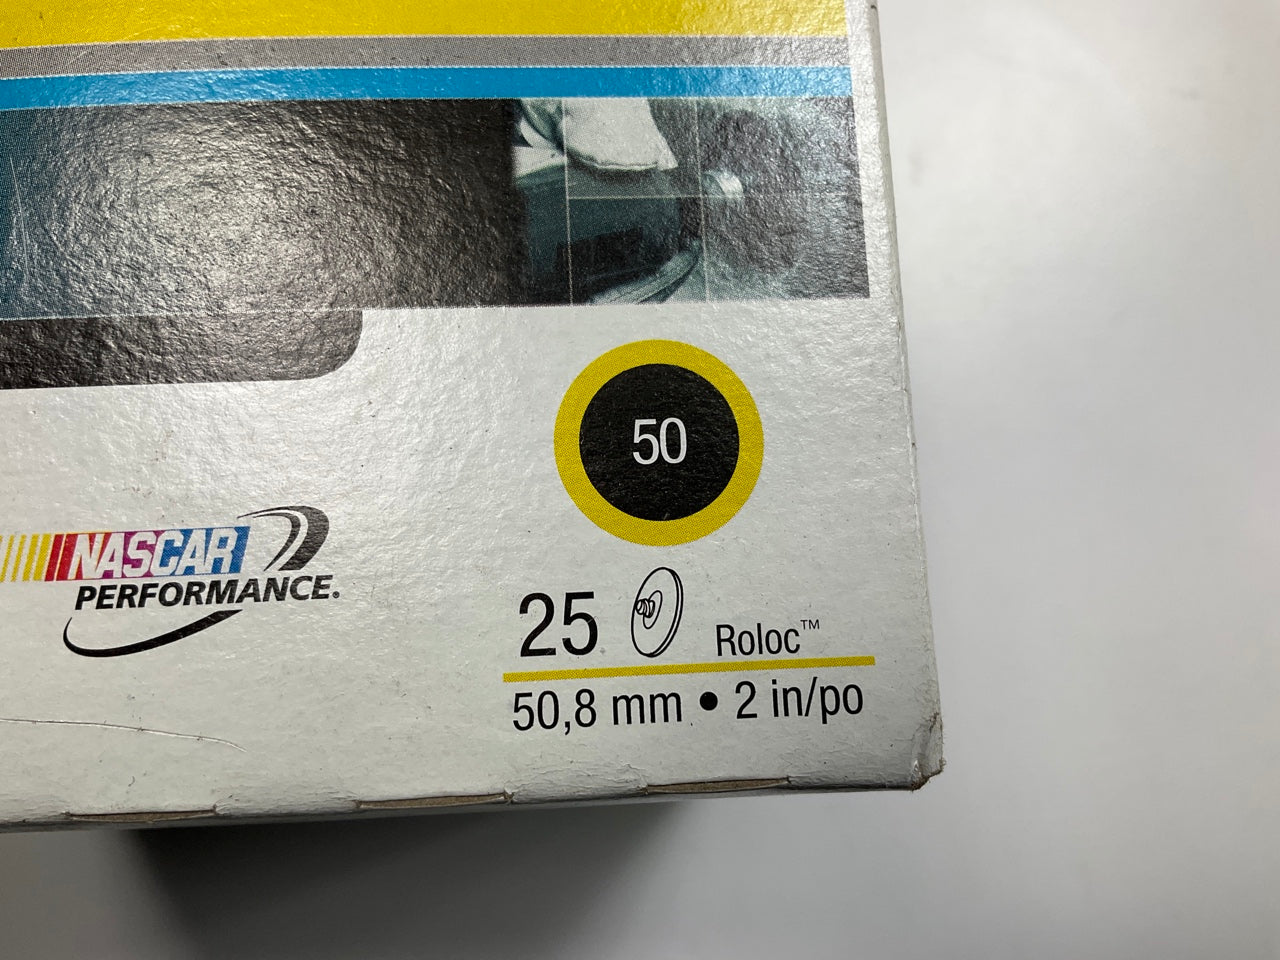 50
NASCAR
PERFORMANCE.
25 Roloc™
50,8 mm • 2 in/po